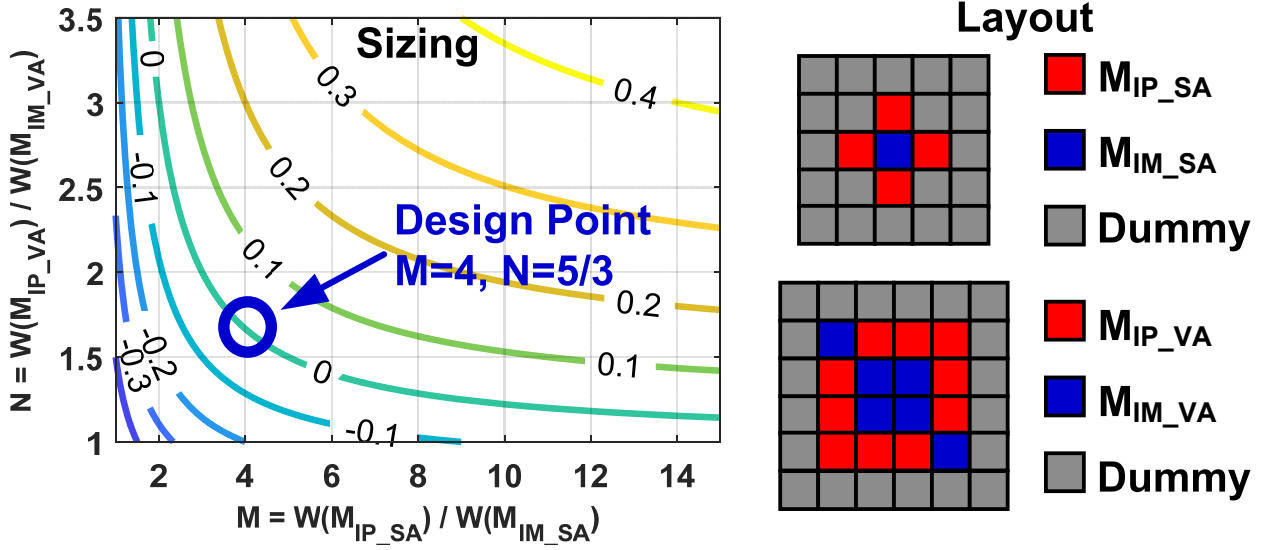 Sizing
N = W(M_IP_VA) / W(M_IM_VA)
3.5
3
2.5
2
1.5
1
0
-0.1
-0.2
-0.3
0.3
0.4
0.2
0.1
0.2
0.1
0
-0.1
Design Point
M=4, N=5/3
2
4
6
8
10
12
14
M = W(M_IP_SA) / W(M_IM_SA)
Layout
M_IP_SA
M_IM_SA
Dummy
M_IP_VA
M_IM_VA
Dummy